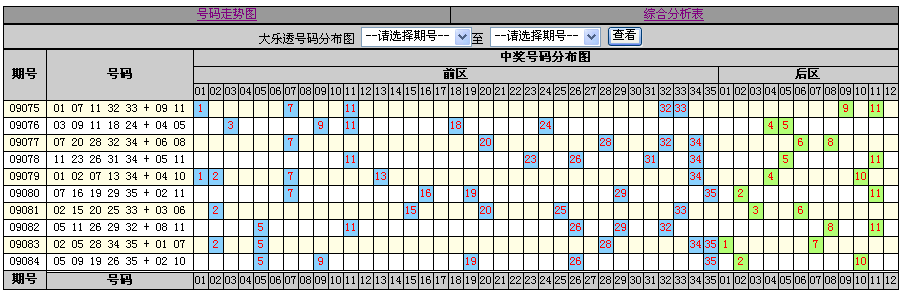 号码走势图 综合分析表
大乐透号码分布图 --请选择期号-- 至 --请选择期号-- 查看
期号 号码 中奖号码分布图
前区 后区
01 02 03 04 05 06 07 08 09 10 11 12 13 14 15 16 17 18 19 20 21 22 23 24 25 26 27 28 29 30 31 32 33 34 35 01 02 03 04 05 06 07 08 09 10 11 12
09075 01 07 11 32 33 + 09 11 1 7 11 32 33 9 11
09076 03 09 11 18 24 + 04 05 3 9 11 18 24 4 5
09077 07 20 28 32 34 + 06 08 7 20 28 32 34 6 8
09078 11 23 26 31 34 + 05 11 11 23 26 31 34 5 11
09079 01 02 07 13 34 + 04 10 1 2 7 13 34 4 10
09080 07 16 19 29 35 + 02 11 7 16 19 29 35 2 11
09081 02 15 20 25 33 + 03 06 2 15 20 25 33 3 6
09082 05 11 26 29 32 + 08 11 5 11 26 29 32 8 11
09083 02 05 28 34 35 + 01 07 2 5 28 34 35 1 7
09084 05 09 19 26 35 + 02 10 5 9 19 26 35 2 10
期号 号码 01 02 03 04 05 06 07 08 09 10 11 12 13 14 15 16 17 18 19 20 21 22 23 24 25 26 27 28 29 30 31 32 33 34 35 01 02 03 04 05 06 07 08 09 10 11 12